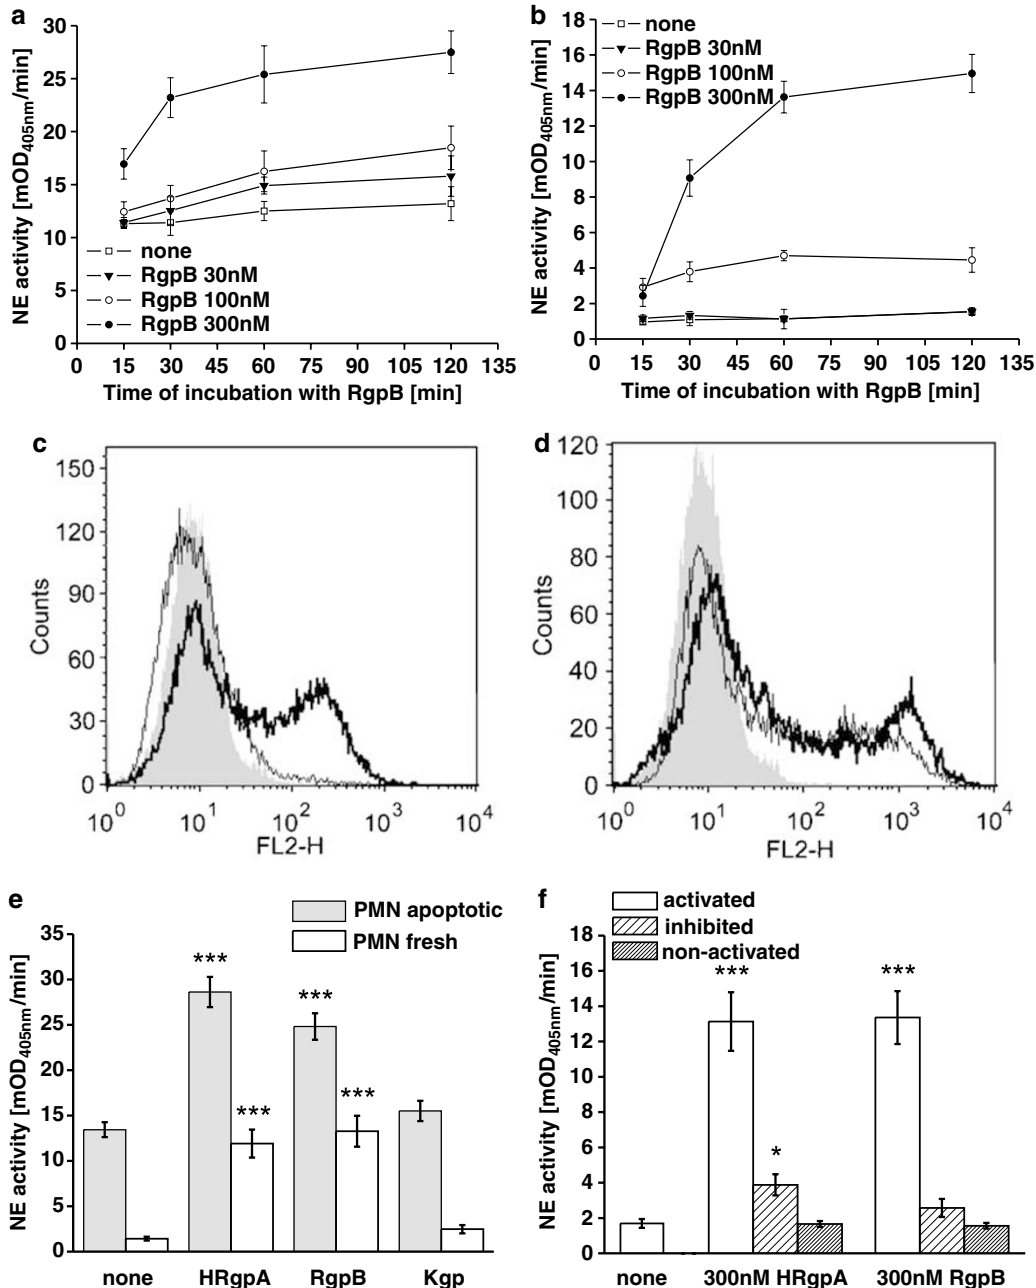 a
NE activity [mOD405nm/min]
30
25
20
15
10
5
0
none
RgpB 30nM
RgpB 100nM
RgpB 300nM
0 15 30 45 60 75 90 105 120 135
Time of incubation with RgpB [min]
b
NE activity [mOD405nm/min]
18
16
14
12
10
8
6
4
2
0
none
RgpB 30nM
RgpB 100nM
RgpB 300nM
0 15 30 45 60 75 90 105 120 135
Time of incubation with RgpB [min]
c
Counts
150
120
90
60
30
0
10^0 10^1 10^2 10^3 10^4
FL2-H
d
Counts
120
100
80
60
40
20
0
10^0 10^1 10^2 10^3 10^4
FL2-H
e
PMN apoptotic
PMN fresh
NE activity [mOD405nm/min]
35
30
25
20
15
10
5
0
***
***
***
***
none HRgpA RgpB Kgp
f
activated
inhibited
non-activated
NE activity [mOD405nm/min]
18
16
14
12
10
8
6
4
2
0
*** ***
*
none 300nM HRgpA 300nM RgpB